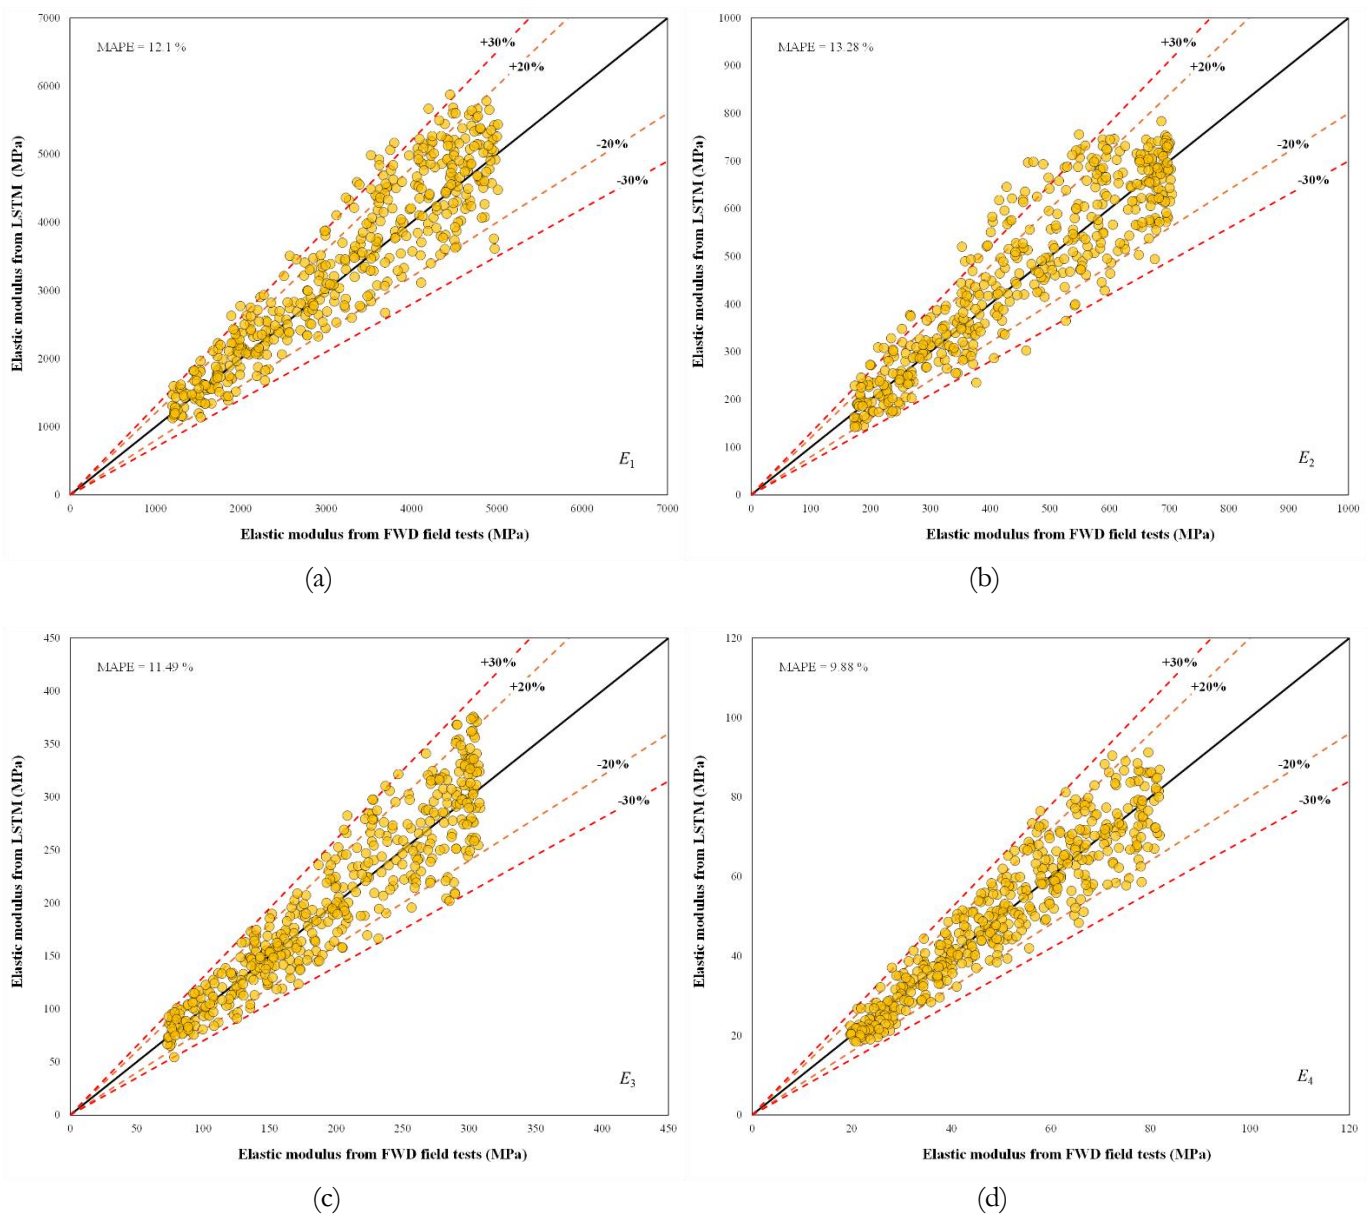 7000
MAPE = 12.1 %
+30%
+20%
6000
5000
-20%
-30%
4000
3000
2000
1000
E1
0
0 1000 2000 3000 4000 5000 6000 7000
Elastic modulus from LSTM (MPa)
Elastic modulus from FWD field tests (MPa)
(a)
1000
MAPE = 13.28 %
+30%
+20%
900
800
-20%
700
-30%
600
500
400
300
200
100
E2
0
0 100 200 300 400 500 600 700 800 900 1000
Elastic modulus from LSTM (MPa)
Elastic modulus from FWD field tests (MPa)
(b)
450
MAPE = 11.49 %
+30%
+20%
400
350
-20%
300
-30%
250
200
150
100
50
E3
0
0 50 100 150 200 250 300 350 400 450
Elastic modulus from LSTM (MPa)
Elastic modulus from FWD field tests (MPa)
(c)
120
MAPE = 9.88 %
+30%
+20%
100
-20%
80
-30%
60
40
20
E4
0
0 20 40 60 80 100 120
Elastic modulus from LSTM (MPa)
Elastic modulus from FWD field tests (MPa)
(d)